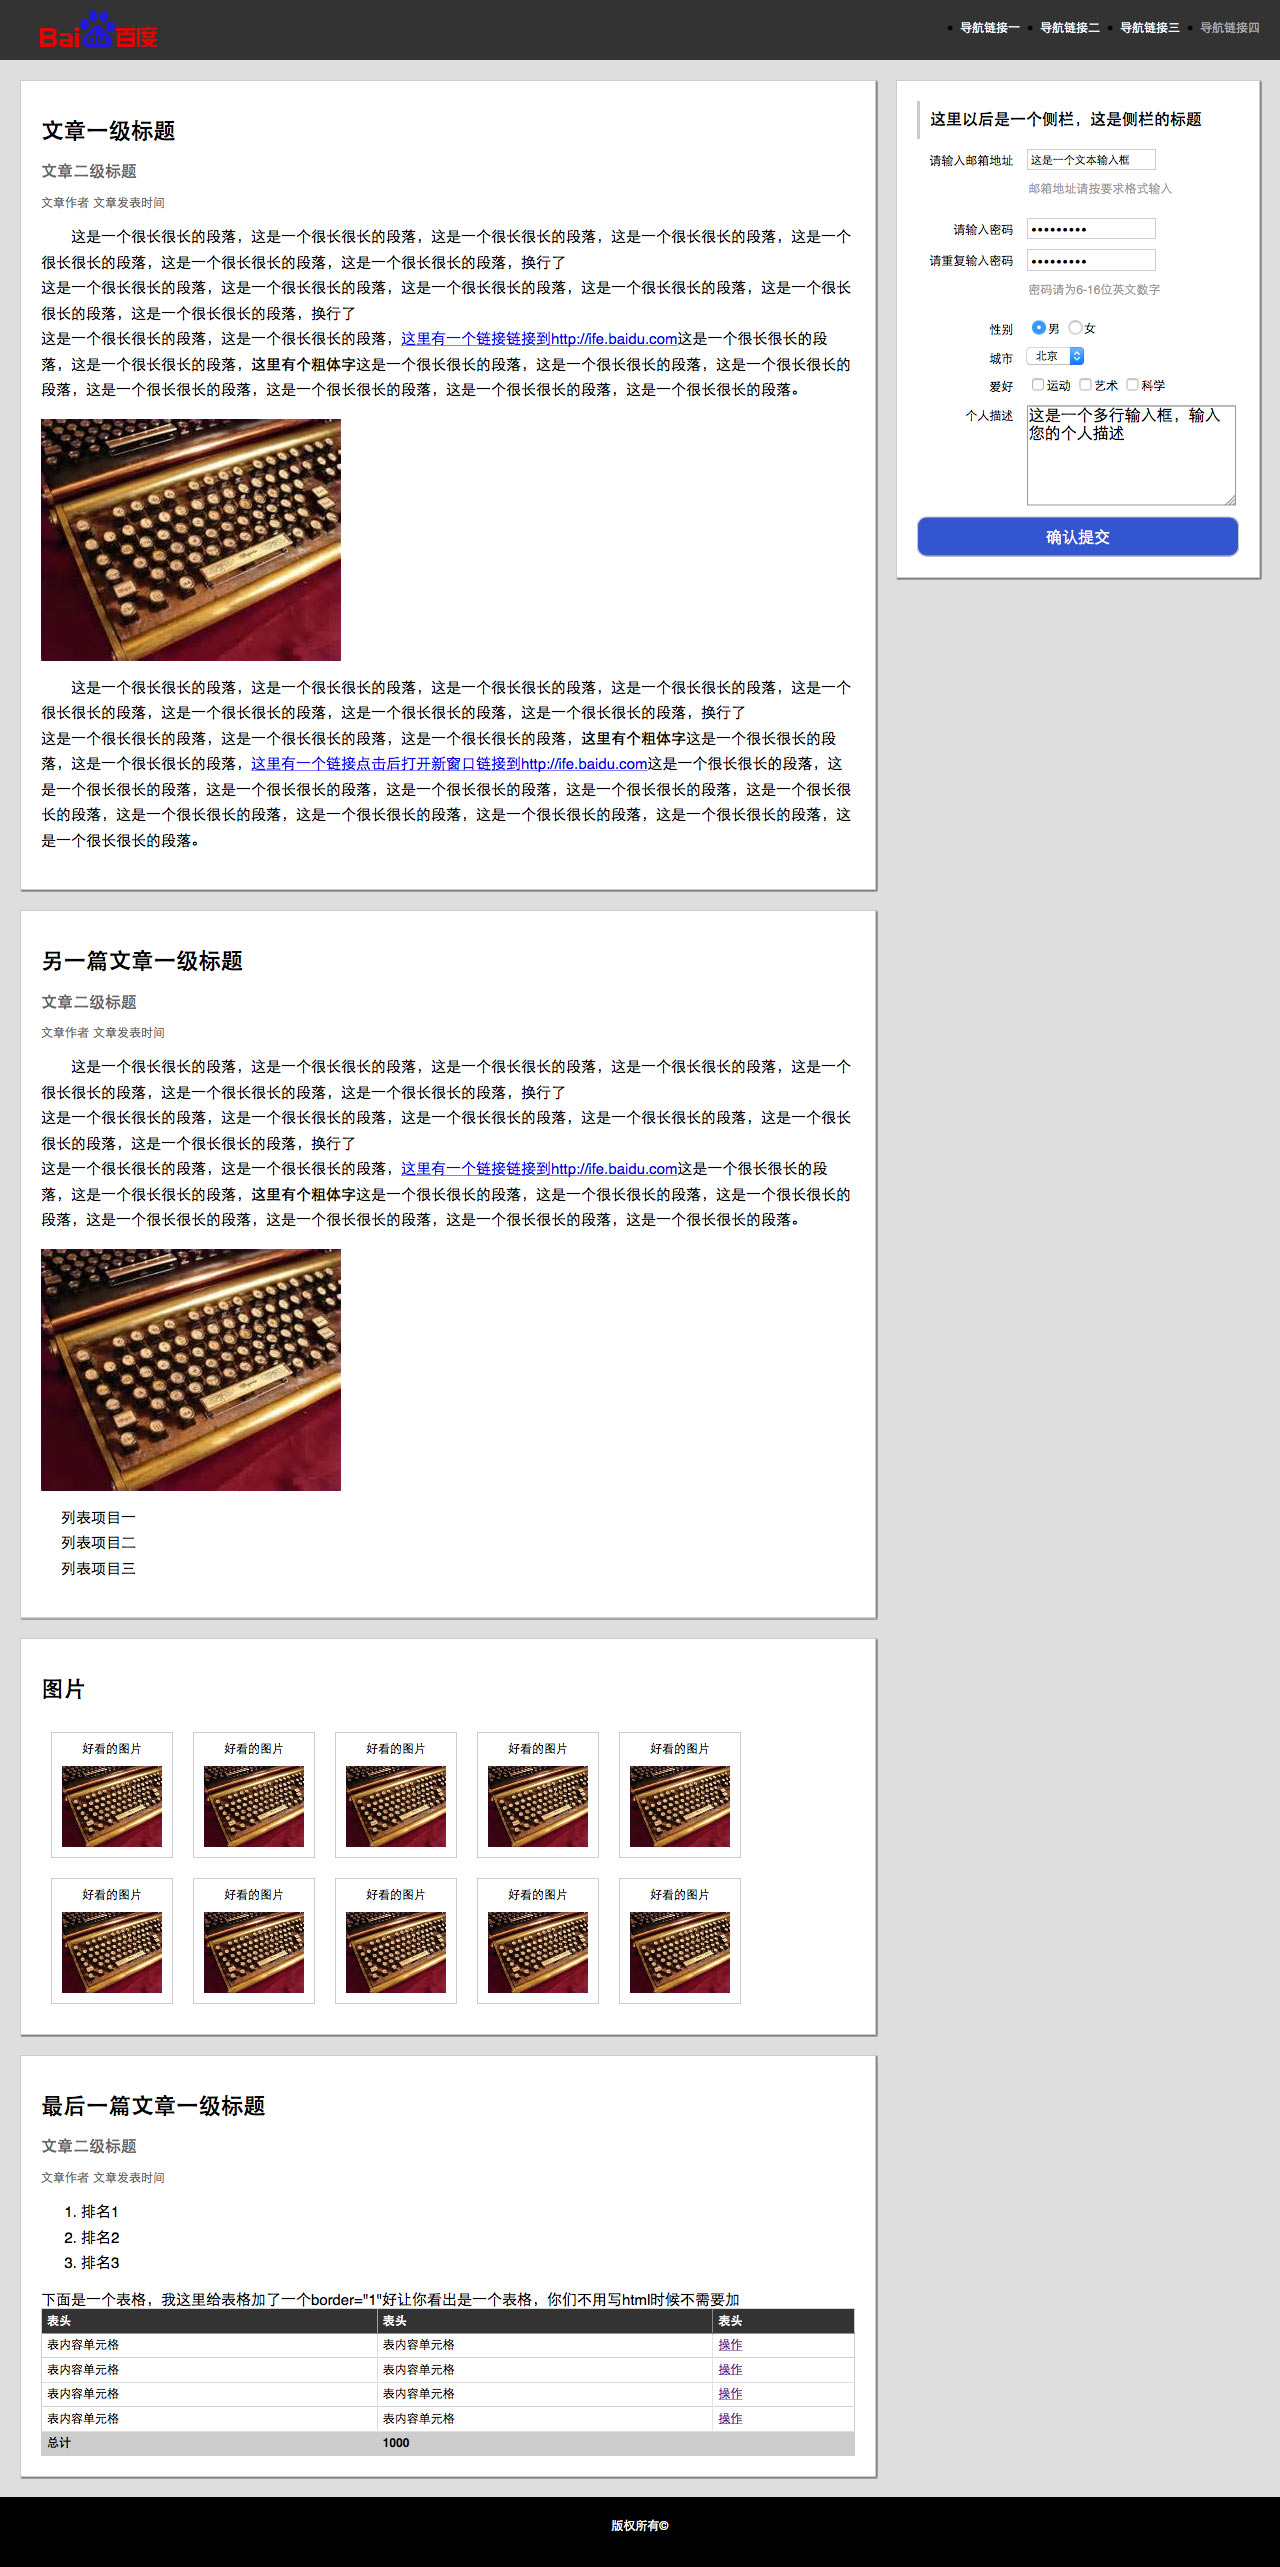 Bai du 百度
导航链接一 导航链接二 导航链接三 导航链接四
文章一级标题
文章二级标题
文章作者 文章发表时间
这是一个很长很长的段落，这是一个很长很长的段落，这是一个很长很长的段落，这是一个很长很长的段落，这是一个
很长很长的段落，这是一个很长很长的段落，这是一个很长很长的段落，换行了
这是一个很长很长的段落，这是一个很长很长的段落，这是一个很长很长的段落，这是一个很长很长的段落，这是一个很长
很长的段落，这是一个很长很长的段落，换行了
这是一个很长很长的段落，这是一个很长很长的段落，这里有一个链接链接到http://ife.baidu.com这是一个很长很长的段
落，这是一个很长很长的段落，这里有个粗体字这是一个很长很长的段落，这是一个很长很长的段落，这是一个很长很长的
段落，这是一个很长很长的段落，这是一个很长很长的段落，这是一个很长很长的段落，这是一个很长很长的段落。
这是一个很长很长的段落，这是一个很长很长的段落，这是一个很长很长的段落，这是一个很长很长的段落，这是一个
很长很长的段落，这是一个很长很长的段落，这是一个很长很长的段落，这是一个很长很长的段落，换行了
这是一个很长很长的段落，这是一个很长很长的段落，这是一个很长很长的段落，这里有个粗体字这是一个很长很长的段
落，这是一个很长很长的段落，这里有一个链接点击后打开新窗口链接到http://ife.baidu.com这是一个很长很长的段落，这
是一个很长很长的段落，这是一个很长很长的段落，这是一个很长很长的段落，这是一个很长很长的段落，这是一个很长很
长的段落，这是一个很长很长的段落，这是一个很长很长的段落，这是一个很长很长的段落，这是一个很长很长的段落，这
是一个很长很长的段落。
这里以后是一个侧栏，这是侧栏的标题
请输入邮箱地址 这是一个文本输入框
邮箱地址请按要求格式输入
请输入密码 •••••••••
请重复输入密码 •••••••••
密码请为6-16位英文数字
性别 男 女
城市 北京
爱好 运动 艺术 科学
个人描述 这是一个多行输入框，输入
您的个人描述
确认提交
另一篇文章一级标题
文章二级标题
文章作者 文章发表时间
这是一个很长很长的段落，这是一个很长很长的段落，这是一个很长很长的段落，这是一个很长很长的段落，这是一个
很长很长的段落，这是一个很长很长的段落，这是一个很长很长的段落，换行了
这是一个很长很长的段落，这是一个很长很长的段落，这是一个很长很长的段落，这是一个很长很长的段落，这是一个很长
很长的段落，这是一个很长很长的段落，换行了
这是一个很长很长的段落，这是一个很长很长的段落，这里有一个链接链接到http://ife.baidu.com这是一个很长很长的段
落，这是一个很长很长的段落，这里有个粗体字这是一个很长很长的段落，这是一个很长很长的段落，这是一个很长很长的
段落，这是一个很长很长的段落，这是一个很长很长的段落，这是一个很长很长的段落，这是一个很长很长的段落。
列表项目一
列表项目二
列表项目三
图片
好看的图片 好看的图片 好看的图片 好看的图片 好看的图片
好看的图片 好看的图片 好看的图片 好看的图片 好看的图片
最后一篇文章一级标题
文章二级标题
文章作者 文章发表时间
1. 排名1
2. 排名2
3. 排名3
下面是一个表格，我这里给表格加了一个border="1"好让你看出是一个表格，你们不用写html时候不需要加
表头 表头 表头
表内容单元格 表内容单元格 操作
表内容单元格 表内容单元格 操作
表内容单元格 表内容单元格 操作
表内容单元格 表内容单元格 操作
总计 1000
版权所有©